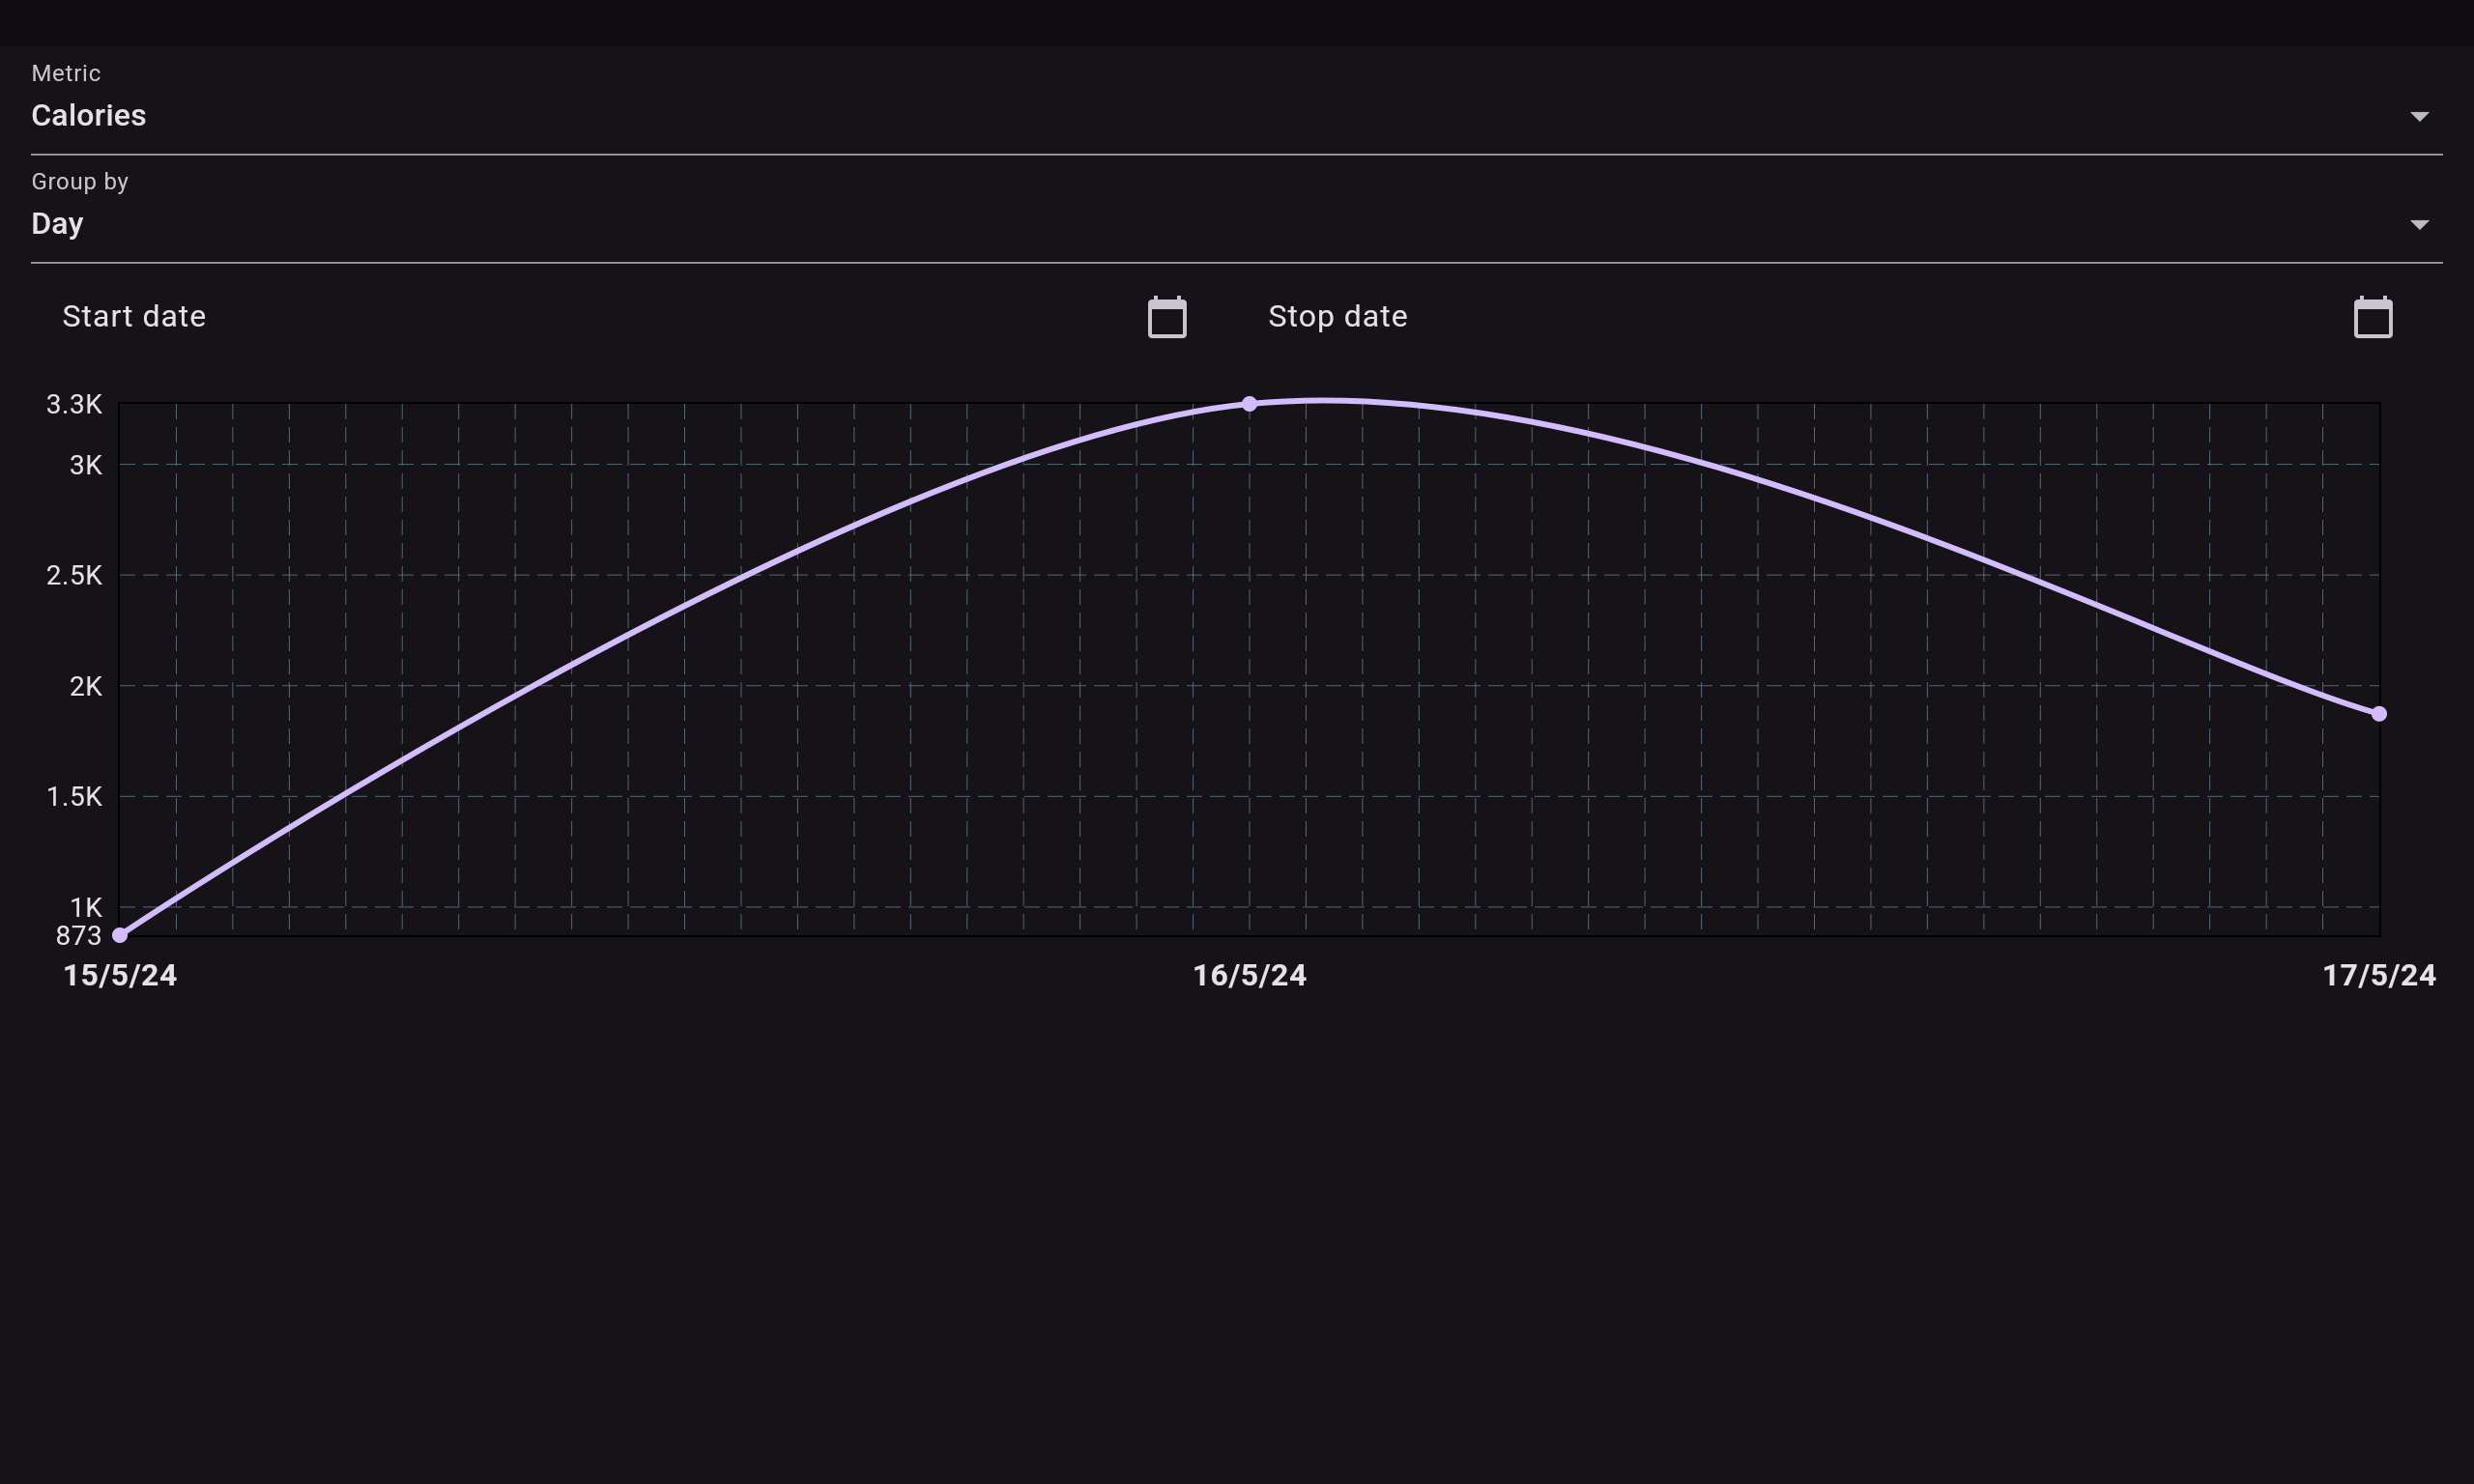 Metric
Calories
Group by
Day
Start date
Stop date
3.3K
3K
2.5K
2K
1.5K
1K
873
15/5/24
16/5/24
17/5/24